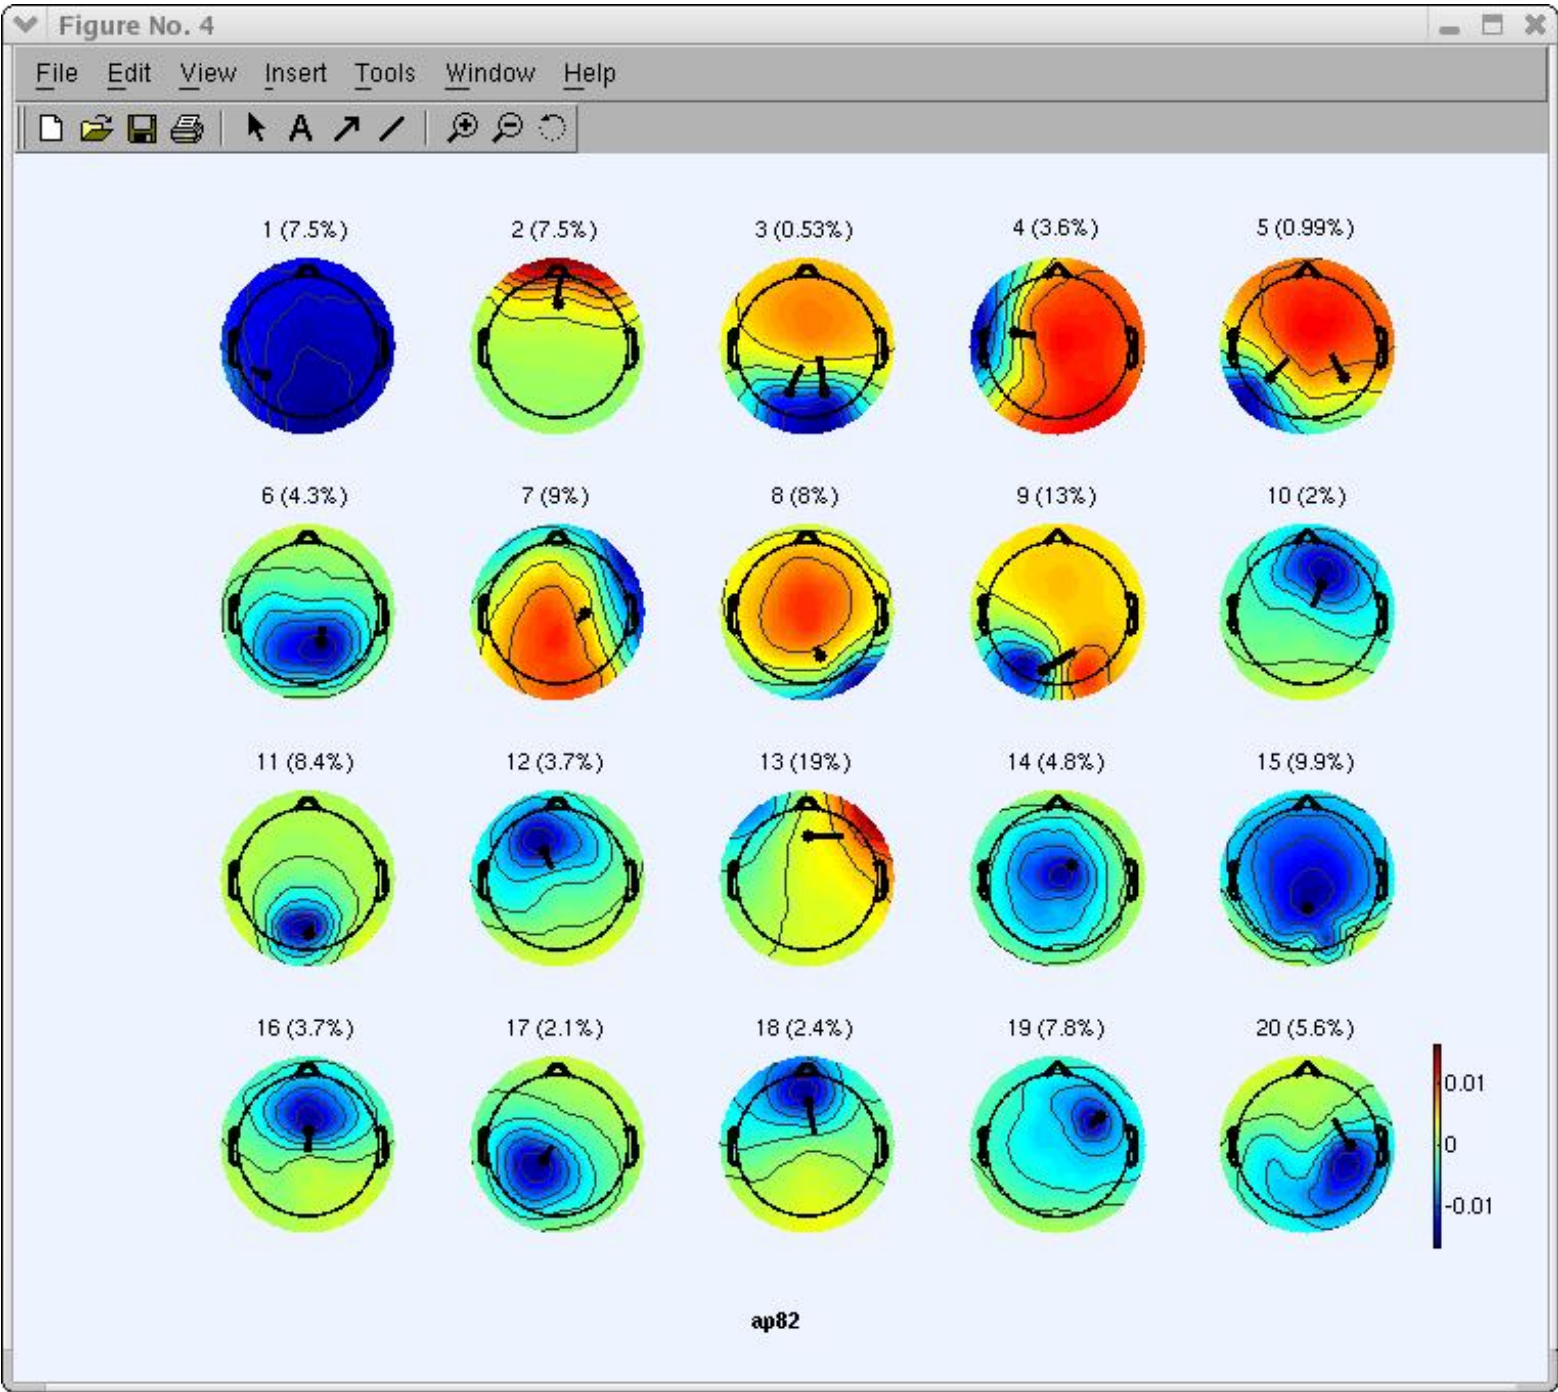 Figure No. 4
File Edit View Insert Tools Window Help
A
1 (7.5%) 2 (7.5%) 3 (0.53%) 4 (3.6%) 5 (0.99%)
6 (4.3%) 7 (9%) 8 (8%) 9 (13%) 10 (2%)
11 (8.4%) 12 (3.7%) 13 (19%) 14 (4.8%) 15 (9.9%)
16 (3.7%) 17 (2.1%) 18 (2.4%) 19 (7.8%) 20 (5.6%)
0.01
0
-0.01
ap82